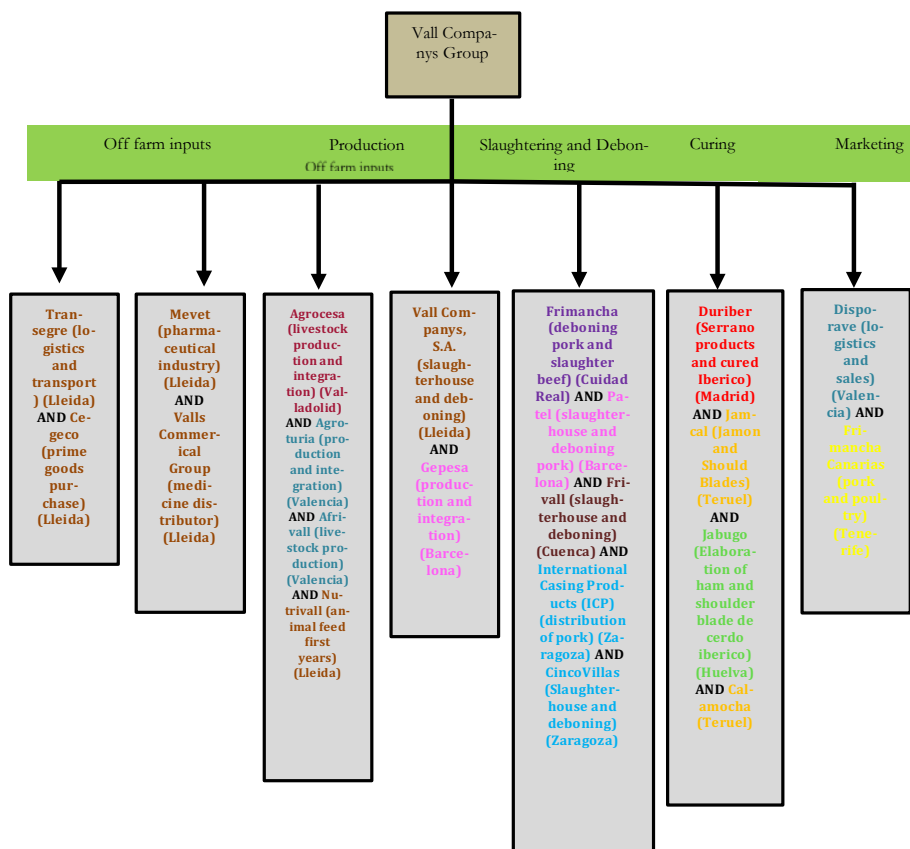 Vall Compa-
nys Group
Off farm inputs
Production
Off farm inputs
Slaughtering and Debon-
ing
Curing
Marketing
Tran-
segre (lo-
gistics
and
transport
) (Lleida)
AND Ce-
geco
(prime
goods
pur-
chase)
(Lleida)
Mevet
(pharma-
ceutical
industry)
(Lleida)
AND
Valls
Commer-
ical
Group
(medi-
cine dis-
tributor)
(Lleida)
Agrocesa
(livestock
produc-
tion and
integra-
tion) (Val-
ladolid)
AND Agro-
turia (pro-
duction
and inte-
gration)
(Valencia)
AND Afri-
vall (live-
stock pro-
duction)
(Valencia)
AND Nu-
trivall (an-
imal feed
first
years)
(Lleida)
Vall Com-
panys,
S.A.
(slaugh-
terhouse
and deb-
oning)
(Lleida)
AND
Gepesa
(produc-
tion and
integra-
tion)
(Barce-
lona)
Frimancha
(deboning
pork and
slaughter
beef) (Cuidad
Real) AND Pa-
tel (slaughter-
house and
deboning
pork) (Barce-
lona) AND Fri-
vall (slaugh-
terhouse and
deboning)
(Cuenca) AND
International
Casing Prod-
ucts (ICP)
(distribution
of pork) (Za-
ragoza) AND
CincoVillas
(Slaughter-
house and
deboning)
(Zaragoza)
Duriber
(Serrano
products
and cured
Iberico)
(Madrid)
AND Jam-
cal (Jamon
and
Should
Blades)
(Teruel)
AND
Jabugo
(Elabora-
tion of
ham and
shoulder
blade de
cerdo
iberico)
(Huelva)
AND Cal-
amocha
(Teruel)
Dispo-
rave (lo-
gistics
and
sales)
(Valen-
cia) AND
Fri-
mancha
Canarias
(pork
and poul-
try)
(Tene-
rife)